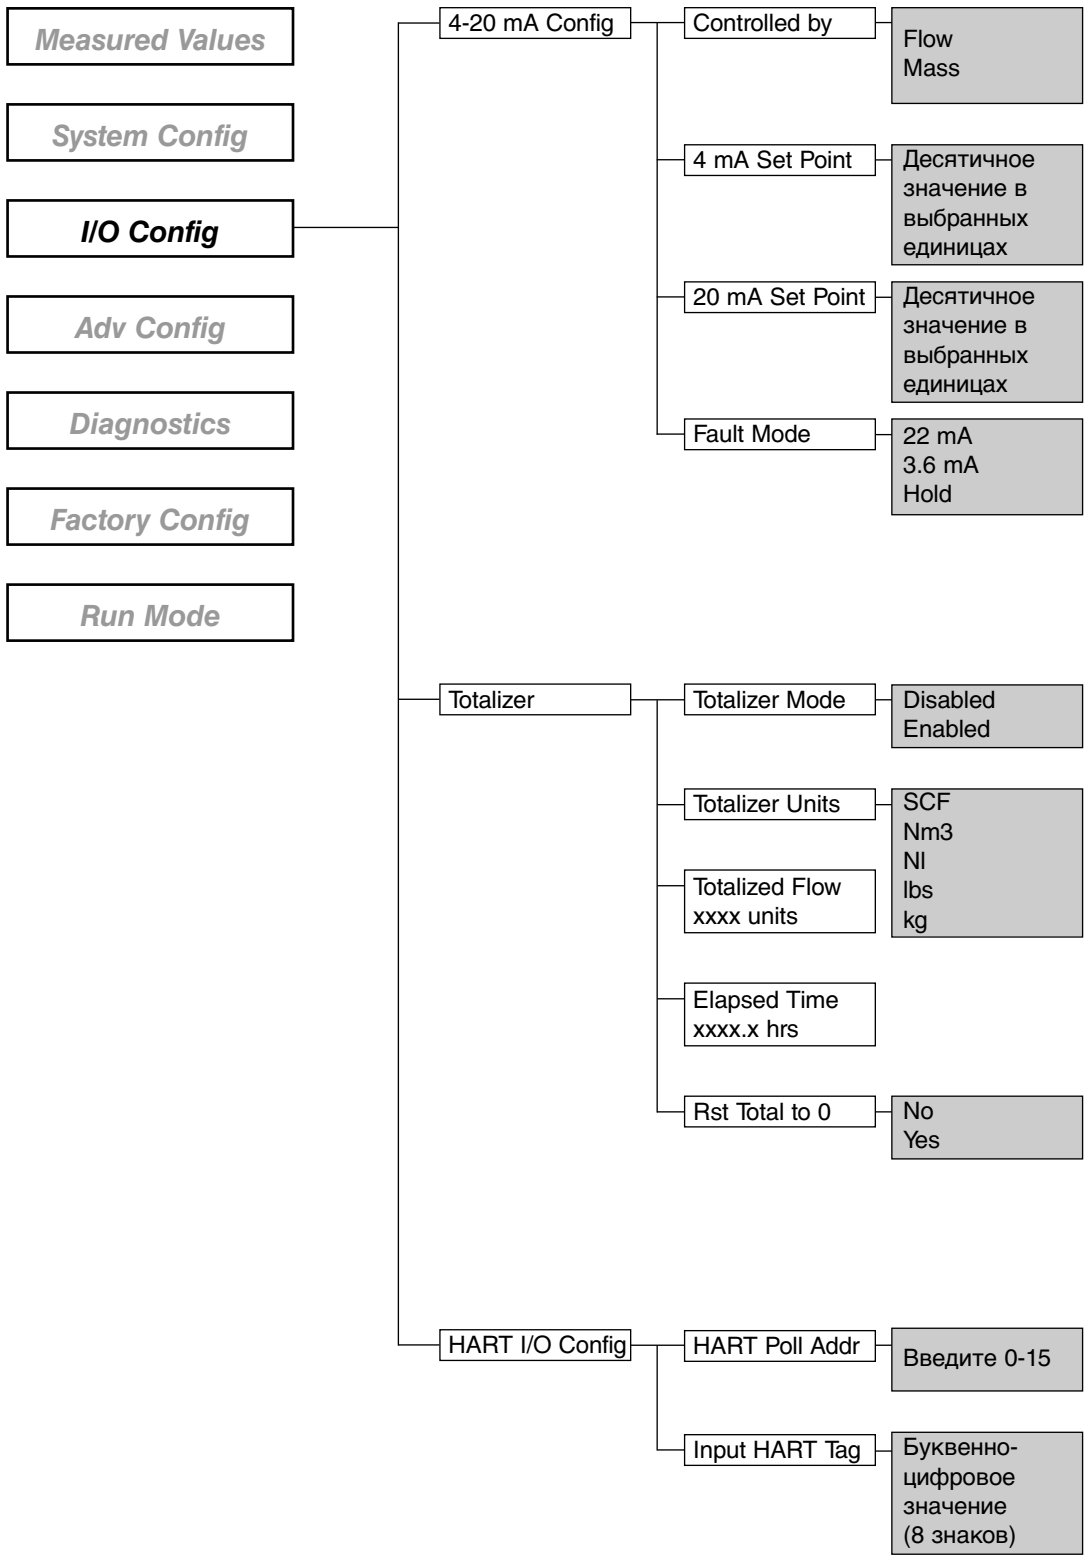 Measured Values
System Config
I/O Config
Adv Config
Diagnostics
Factory Config
Run Mode
4-20 mA Config
Controlled by
Flow
Mass
4 mA Set Point
Десятичное
значение в
выбранных
единицах
20 mA Set Point
Десятичное
значение в
выбранных
единицах
Fault Mode
22 mA
3.6 mA
Hold
Totalizer
Totalizer Mode
Disabled
Enabled
Totalizer Units
SCF
Nm3
Nl
lbs
kg
Totalized Flow
xxxx units
Elapsed Time
xxxx.x hrs
Rst Total to 0
No
Yes
HART I/O Config
HART Poll Addr
Введите 0-15
Input HART Tag
Буквенно-
цифровое
значение
(8 знаков)